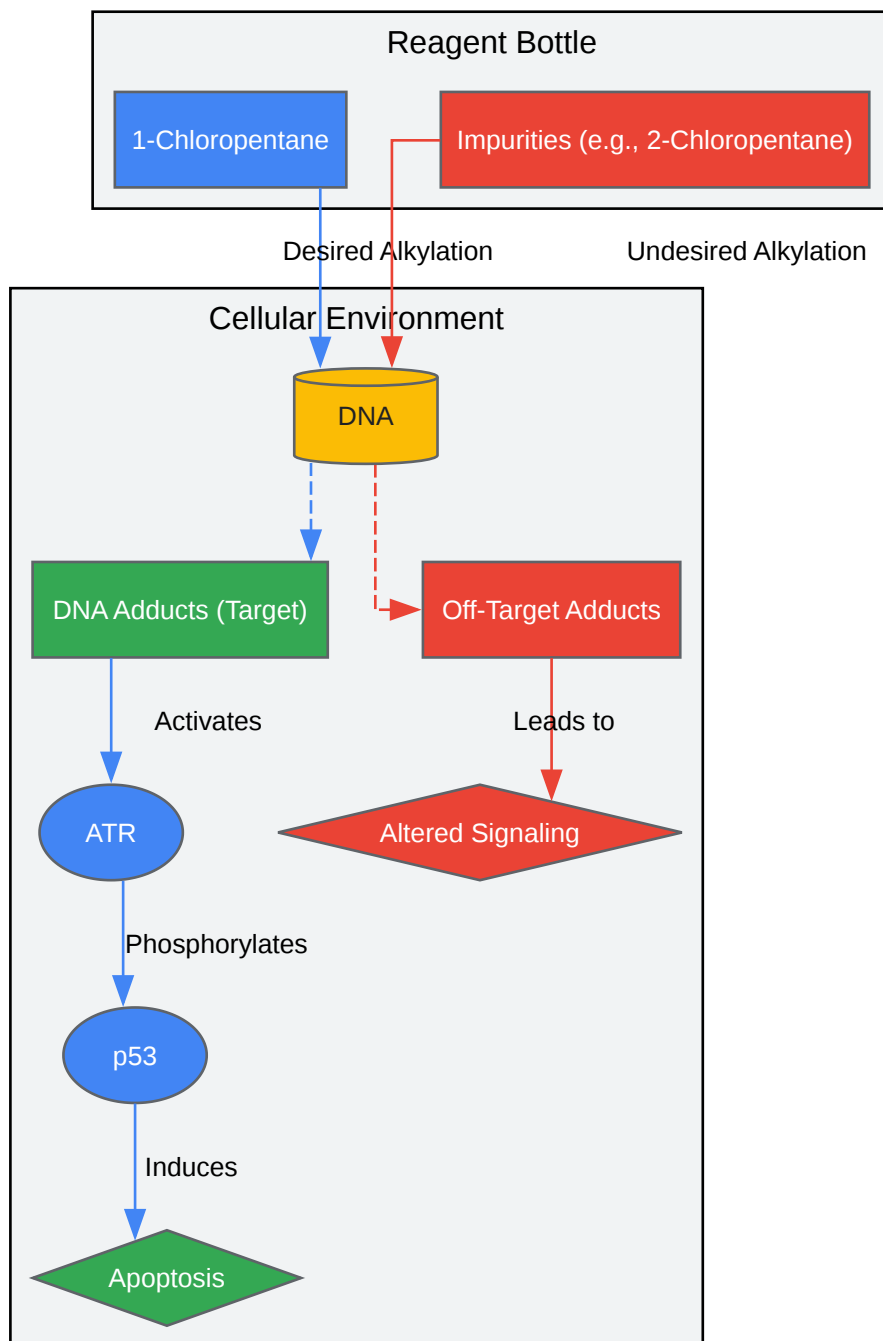 Reagent Bottle
1-Chloropentane
Impurities (e.g., 2-Chloropentane)
Desired Alkylation
Undesired Alkylation
Cellular Environment
DNA
DNA Adducts (Target)
Off-Target Adducts
Activates
Leads to
ATR
Altered Signaling
Phosphorylates
p53
Induces
Apoptosis